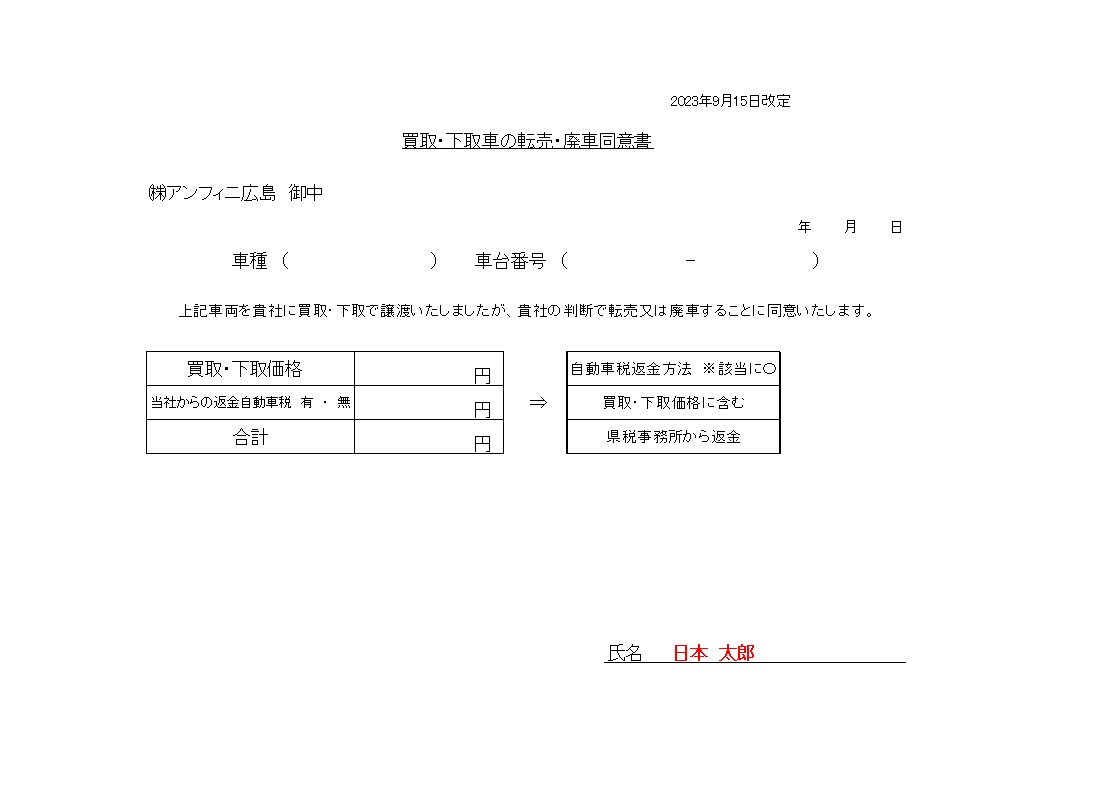 2023年9月15日改定
買取・下取車の転売・廃車同意書
㈱アンフィニ広島　御中
年　　月　　日
車種（　　　　　　　　）　車台番号（　　　　　　　－　　　　　　　）
上記車両を貴社に買取・下取で譲渡いたしましたが、貴社の判断で転売又は廃車することに同意いたします。
買取・下取価格　円　自動車税返金方法　※該当に〇
当社からの返金自動車税　有　・　無　円　⇒　買取・下取価格に含む
合計　円　県税事務所から返金
氏名　日本　太郎